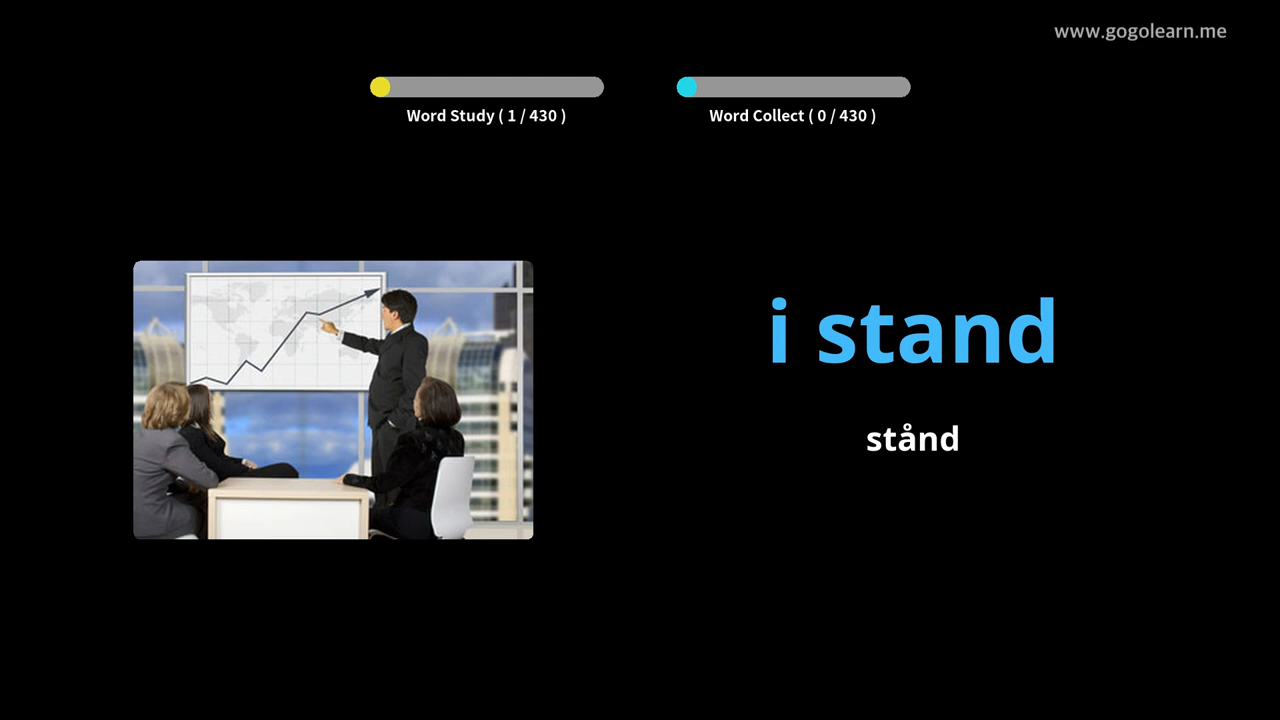 www.gogolearn.me
Word Study ( 1 / 430 )
Word Collect ( 0 / 430 )
i stand
stånd